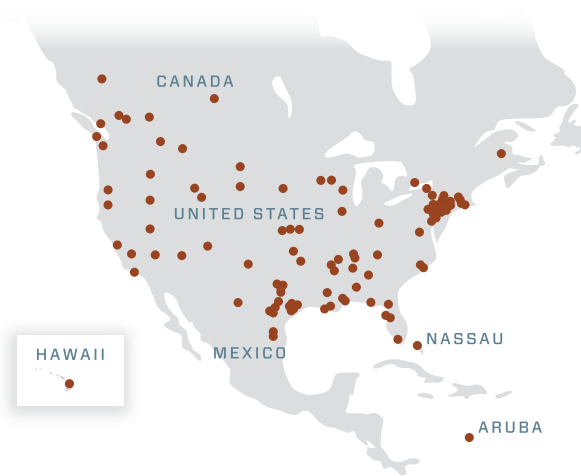 CANADA
UNITED STATES
NASSAU
HAWAII
MEXICO
ARUBA